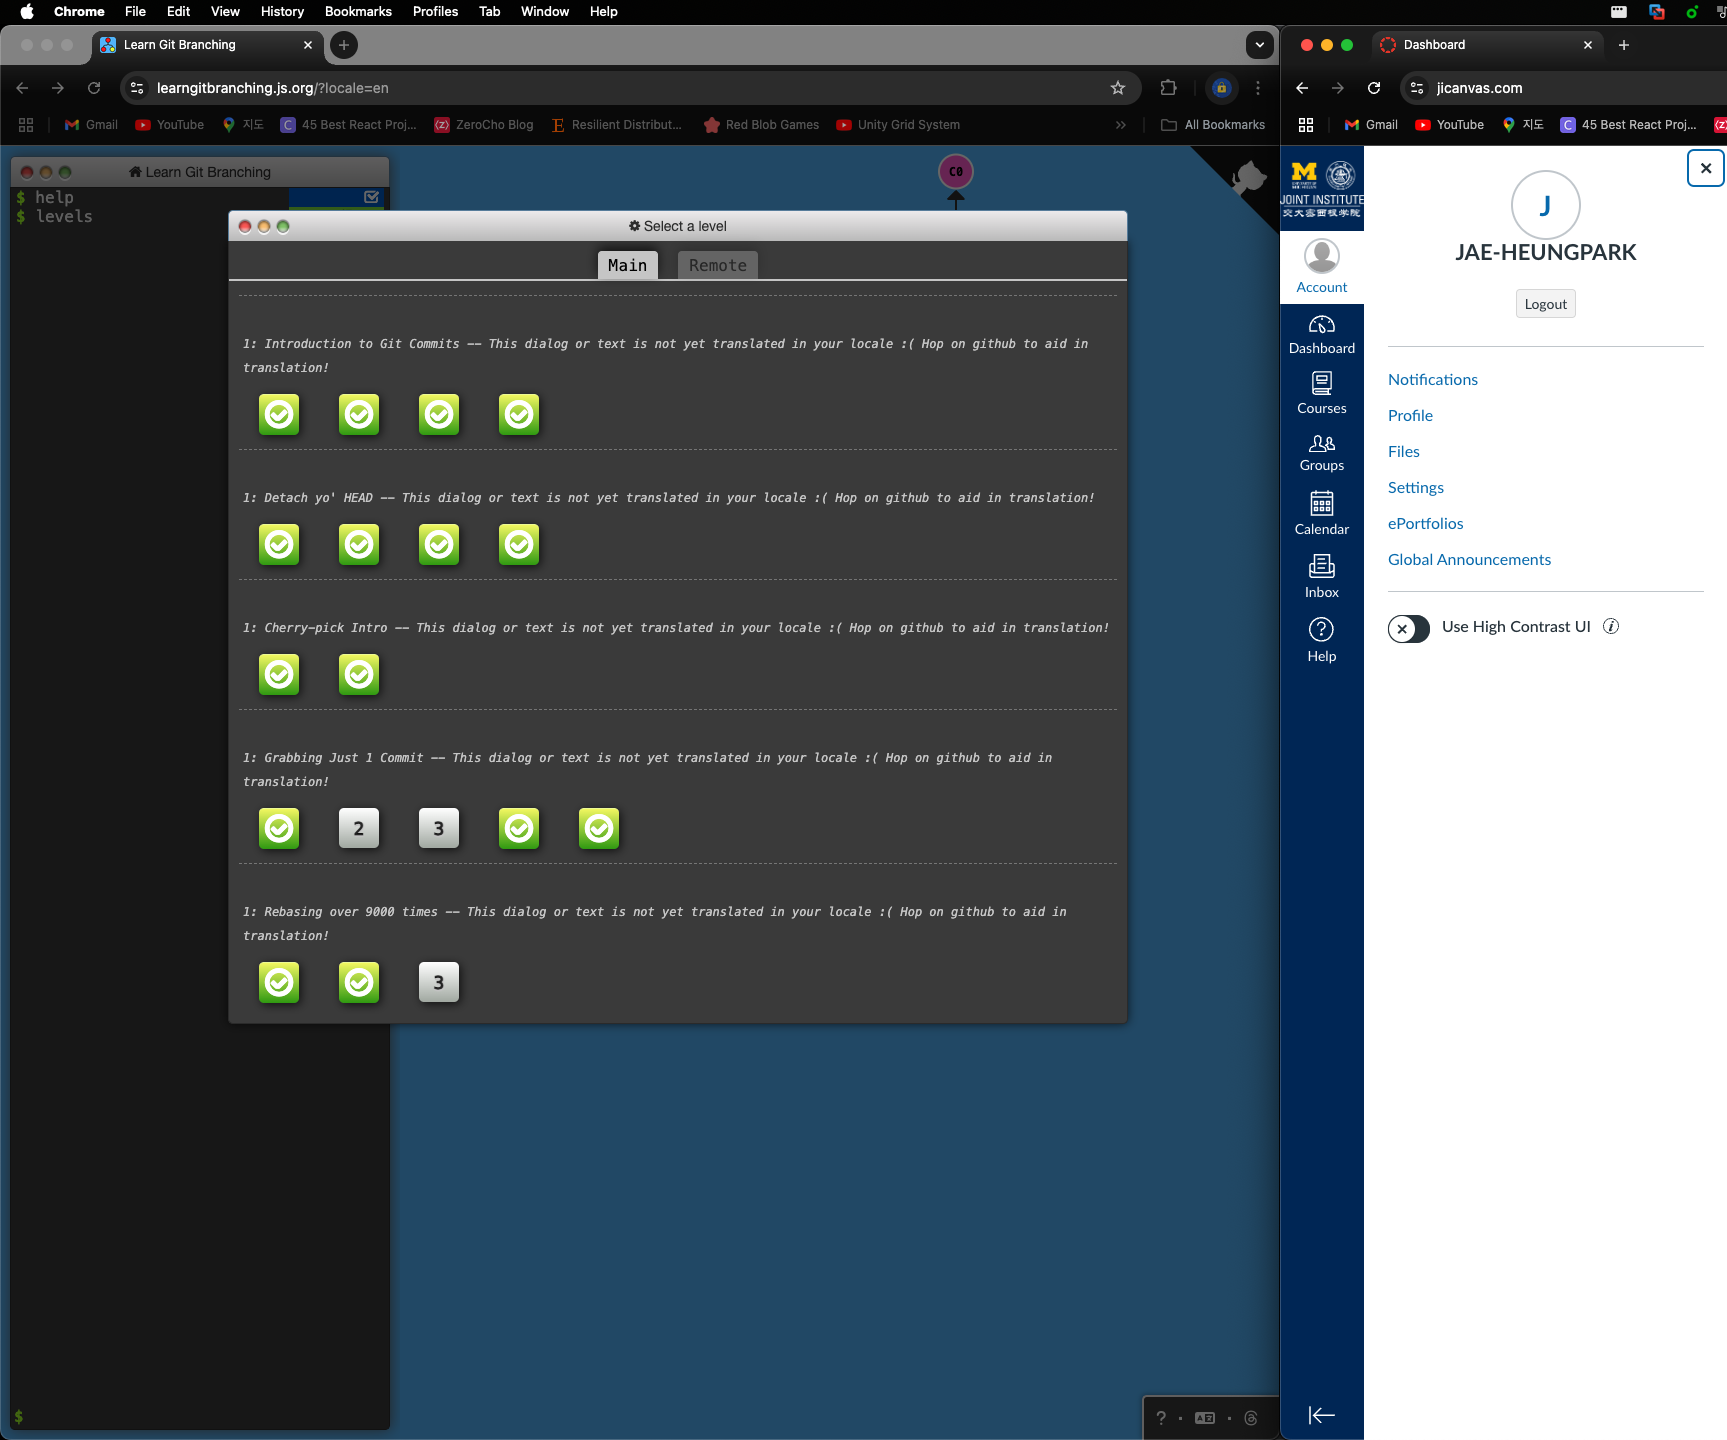 Chrome File Edit View History Bookmarks Profiles Tab Window Help
Learn Git Branching
learngitbranching.js.org/?locale=en
Gmail YouTube 지도 45 Best React Proj... ZeroCho Blog Resilient Distribut... Red Blob Games Unity Grid System » All Bookmarks
Learn Git Branching
$ help
$ levels
C0
Select a level
Main Remote
1: Introduction to Git Commits -- This dialog or text is not yet translated in your locale :( Hop on github to aid in
translation!
1: Detach yo' HEAD -- This dialog or text is not yet translated in your locale :( Hop on github to aid in translation!
1: Cherry-pick Intro -- This dialog or text is not yet translated in your locale :( Hop on github to aid in translation!
1: Grabbing Just 1 Commit -- This dialog or text is not yet translated in your locale :( Hop on github to aid in
translation!
2 3
1: Rebasing over 9000 times -- This dialog or text is not yet translated in your locale :( Hop on github to aid in
translation!
3
$
?
Dashboard
jicanvas.com
Gmail YouTube 지도 45 Best React Proj...
M
JOINT INSTITUTE
交大密西根学院
Account
Dashboard
Courses
Groups
Calendar
Inbox
Help
J
JAE-HEUNGPARK
Logout
Notifications
Profile
Files
Settings
ePortfolios
Global Announcements
Use High Contrast UI